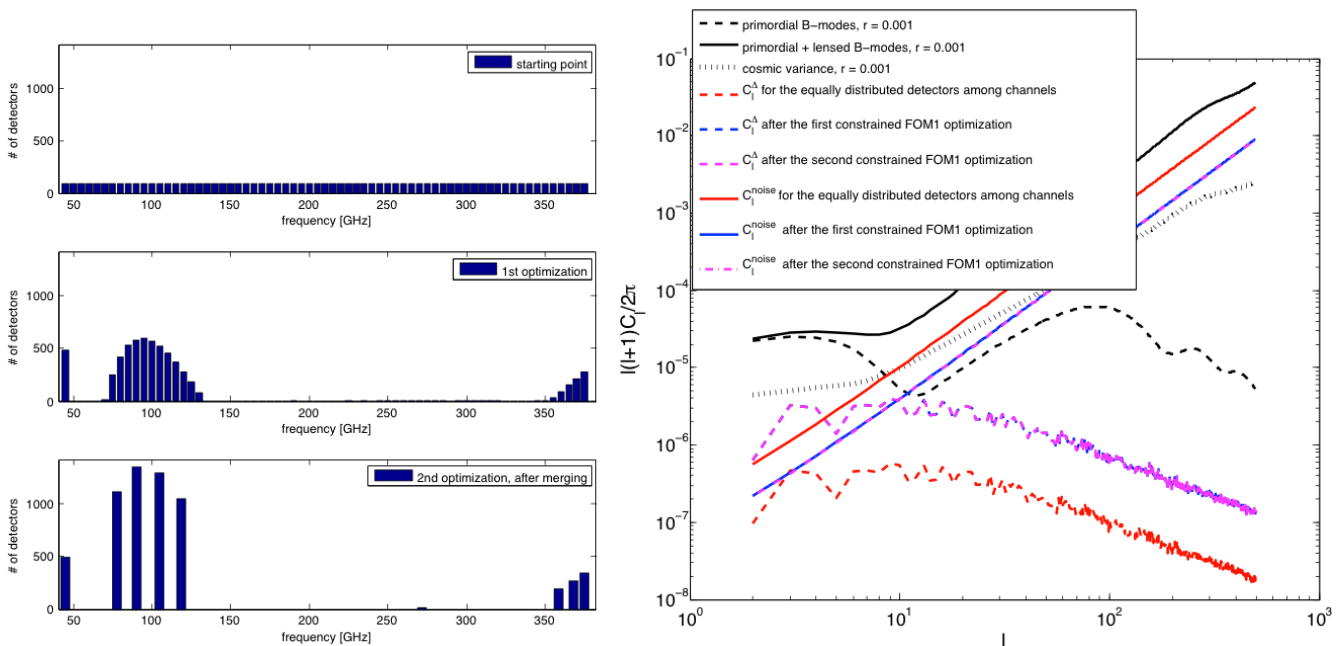 starting point
1000
500
0
50 100 150 200 250 300 350
# of detectors
frequency [GHz]
1st optimization
1000
500
0
50 100 150 200 250 300 350
# of detectors
frequency [GHz]
2nd optimization, after merging
1000
500
0
50 100 150 200 250 300 350
# of detectors
frequency [GHz]
primordial B-modes, r = 0.001
primordial + lensed B-modes, r = 0.001
cosmic variance, r = 0.001
C_l^Δ for the equally distributed detectors among channels
C_l^Δ after the first constrained FOM1 optimization
C_l^Δ after the second constrained FOM1 optimization
C_l^noise for the equally distributed detectors among channels
C_l^noise after the first constrained FOM1 optimization
C_l^noise after the second constrained FOM1 optimization
10^-1
10^-2
10^-3
10^-4
10^-5
10^-6
10^-7
10^-8
l(l+1)C_l/2π
10^0 10^1 10^2 10^3
l